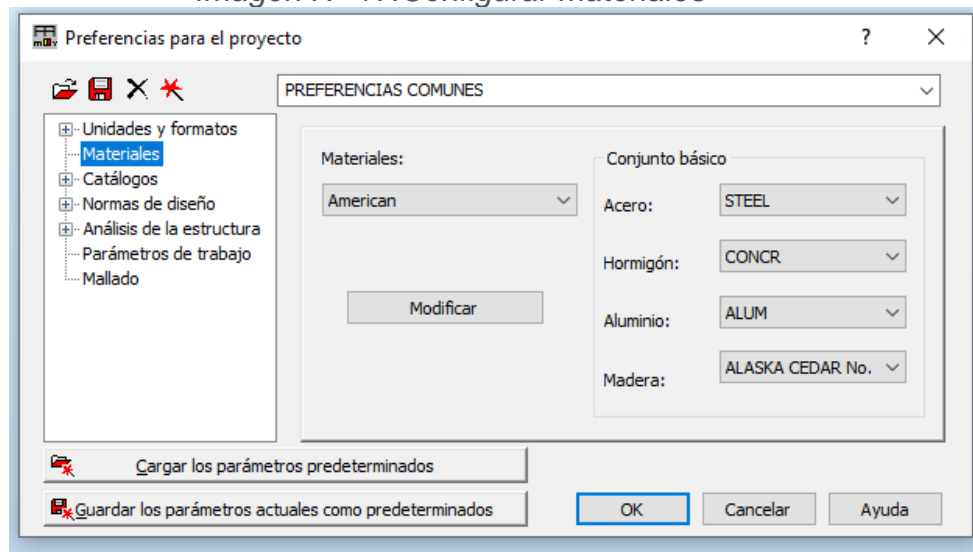 Configurar materiales
Preferencias para el proyecto
?
PREFERENCIAS COMUNES
Unidades y formatos
Materiales
Catálogos
Normas de diseño
Análisis de la estructura
Parámetros de trabajo
Mallado
Materiales:
American
Modificar
Conjunto básico
Acero:
STEEL
Hormigón:
CONCR
Aluminio:
ALUM
Madera:
ALASKA CEDAR No.
Cargar los parámetros predeterminados
Guardar los parámetros actuales como predeterminados
OK
Cancelar
Ayuda